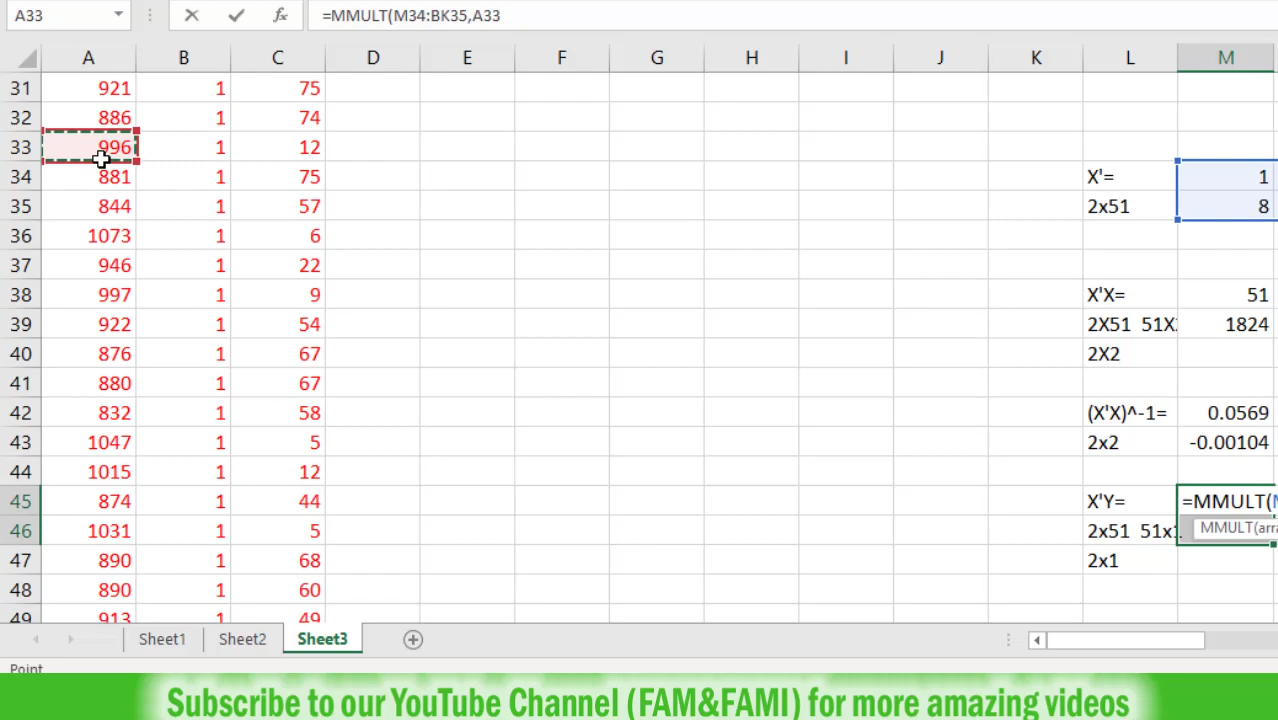 A33 fx =MMULT(M34:BK35,A33
A B C D E F G H I J K L M
31 921 1 75
32 886 1 74
33 996 1 12
34 881 1 75 X'= 1
35 844 1 57 2x51 8
36 1073 1 6
37 946 1 22
38 997 1 9 X'X= 51
39 922 1 54 2X51 51X2 1824
40 876 1 67 2X2
41 880 1 67
42 832 1 58 (X'X)^-1= 0.0569
43 1047 1 5 2x2 -0.00104
44 1015 1 12
45 874 1 44 X'Y= =MMULT(M
46 1031 1 5 2x51 51x1 MMULT(arra
47 890 1 68 2x1
48 890 1 60
49 913 1 49
Sheet1 Sheet2 Sheet3
Point
Subscribe to our YouTube Channel (FAM&FAMI) for more amazing videos